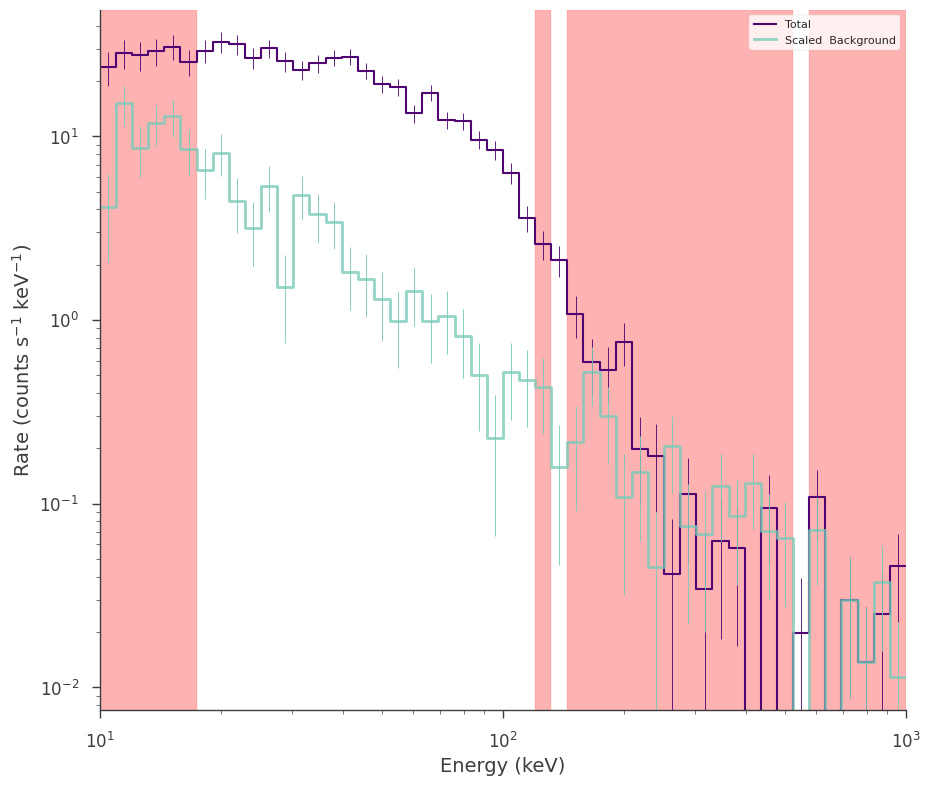 Total
Scaled  Background
Rate (counts s⁻¹ keV⁻¹)
10¹
10⁰
10⁻¹
10⁻²
10¹
10²
10³
Energy (keV)